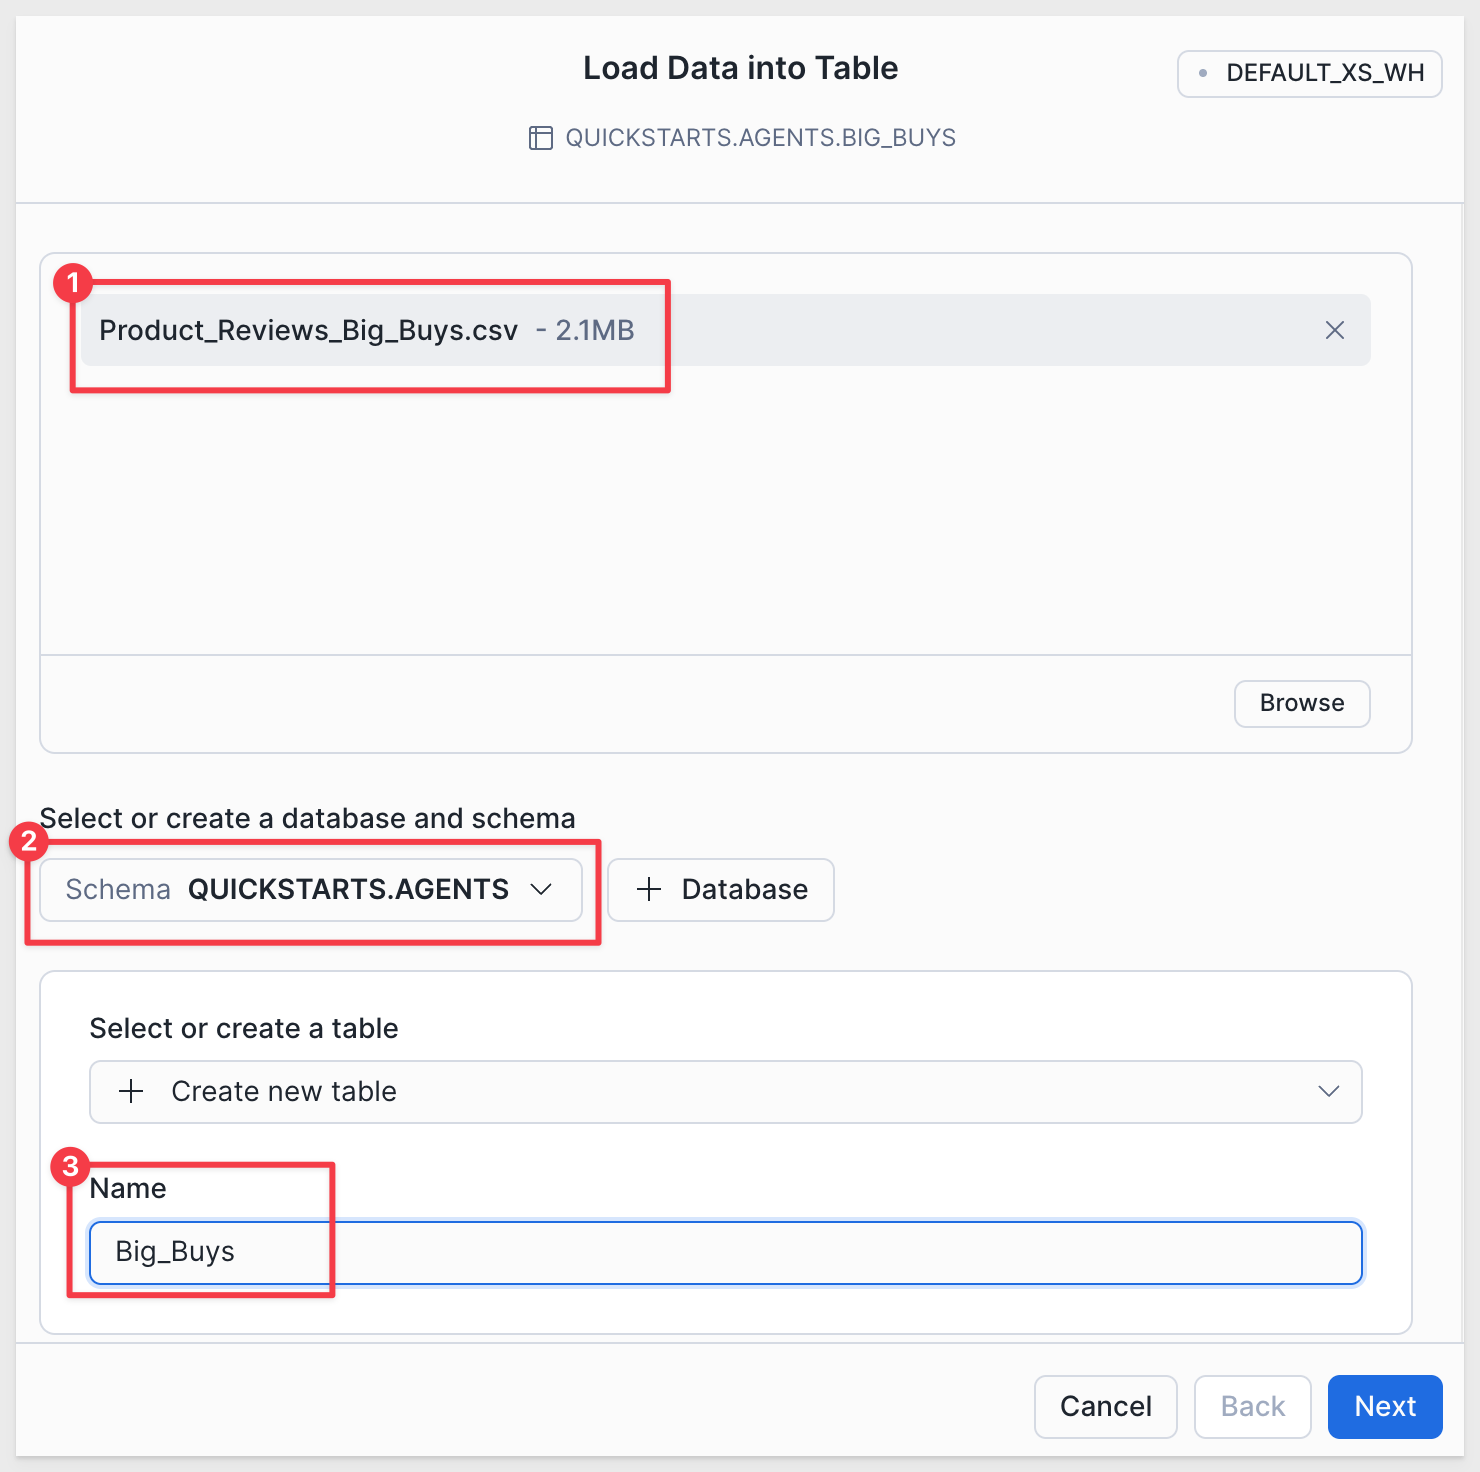 Load Data into Table
DEFAULT_XS_WH
QUICKSTARTS.AGENTS.BIG_BUYS
1
Product_Reviews_Big_Buys.csv - 2.1MB
Browse
Select or create a database and schema
2
Schema QUICKSTARTS.AGENTS
Database
Select or create a table
Create new table
3
Name
Big_Buys
Cancel
Back
Next